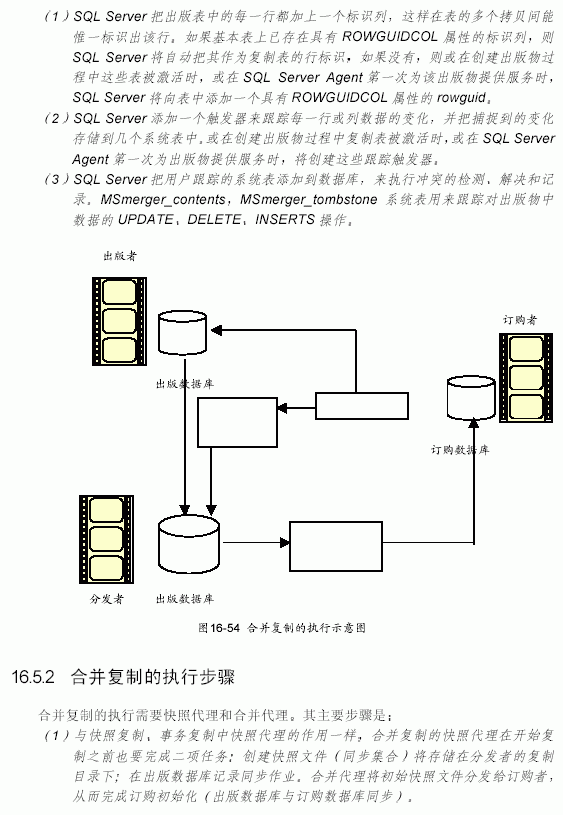 （1）SQL Server 把出版表中的每一行都加上一个标识列，这样在表的多个拷贝间能
惟一标识出该行。如果基本表上已存在具有 ROWGUIDCOL 属性的标识列，则
SQL Server 将自动把其作为复制表的行标识，如果没有，则或在创建出版物过
程中这些表被激活时，或在 SQL Server Agent 第一次为该出版物提供服务时，
SQL Server 将向表中添加一个具有 ROWGUIDCOL 属性的 rowguid。
（2）SQL Server 添加一个触发器来跟踪每一行或列数据的变化，并把捕捉到的变化
存储到几个系统表中。或在创建出版物过程中复制表被激活时，或在 SQL Server
Agent 第一次为出版物提供服务时，将创建这些跟踪触发器。
（3）SQL Server 把用户跟踪的系统表添加到数据库，来执行冲突的检测、解决和记
录。MSmerger_contents，MSmerger_tombstone 系统表用来跟踪对出版物中
数据的 UPDATE、DELETE、INSERTS 操作。
出版者
订购者
出版数据库
订购数据库
分发者
出版数据库
图16-54 合并复制的执行示意图
16.5.2 合并复制的执行步骤
合并复制的执行需要快照代理和合并代理。其主要步骤是：
（1）与快照复制、事务复制中快照代理的作用一样，合并复制的快照代理在开始复
制之前也要完成二项任务：创建快照文件（同步集合）将存储在分发者的复制
目录下；在出版数据库记录同步作业。合并代理将初始快照文件分发给订购者，
从而完成订购初始化（出版数据库与订购数据库同步）。